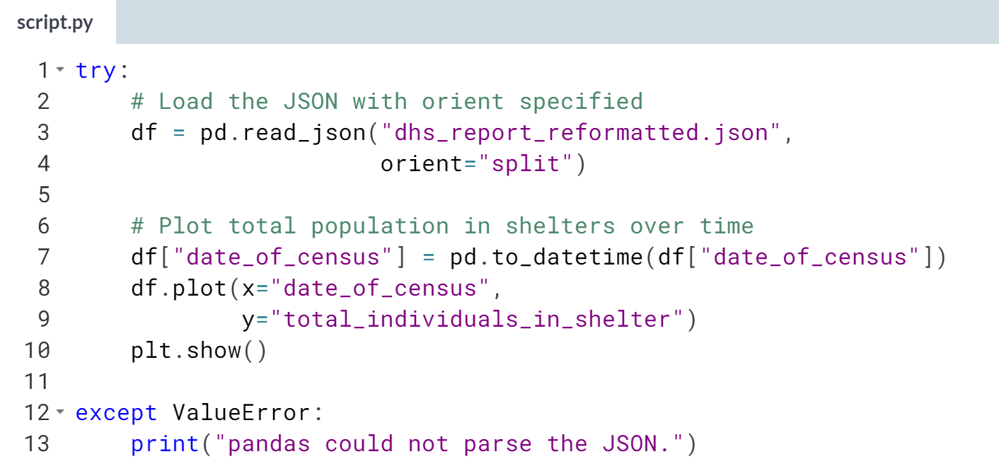 script.py
1 try:
2     # Load the JSON with orient specified
3     df = pd.read_json("dhs_report_reformatted.json",
4                       orient="split")
5
6     # Plot total population in shelters over time
7     df["date_of_census"] = pd.to_datetime(df["date_of_census"])
8     df.plot(x="date_of_census",
9             y="total_individuals_in_shelter")
10     plt.show()
11
12 except ValueError:
13     print("pandas could not parse the JSON.")